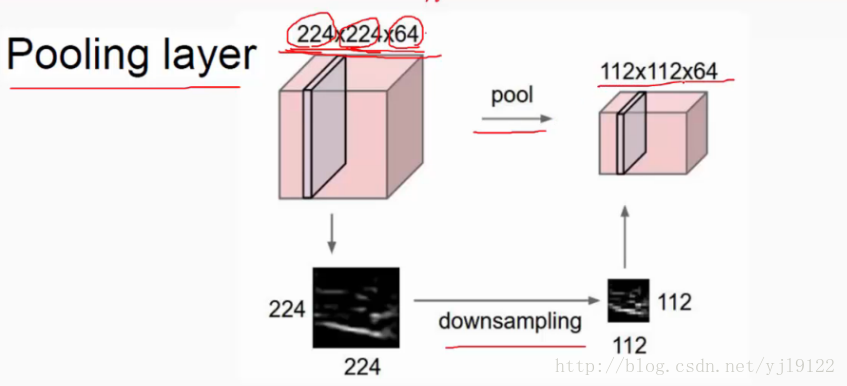 Pooling layer
224x224x64
pool
112x112x64
224
224
downsampling
112
112
http://blog.csdn.net/yjl9122